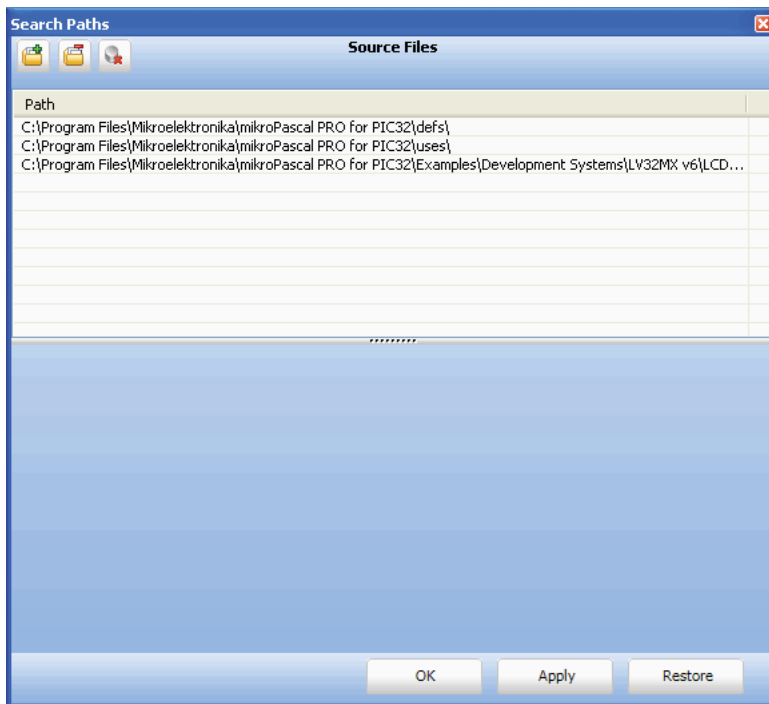 Search Paths
Source Files
Path
C:\Program Files\Mikroelektronika\mikroPascal PRO for PIC32\defs\
C:\Program Files\Mikroelektronika\mikroPascal PRO for PIC32\uses\
C:\Program Files\Mikroelektronika\mikroPascal PRO for PIC32\Examples\Development Systems\LV32MX v6\LCD...
OK Apply Restore